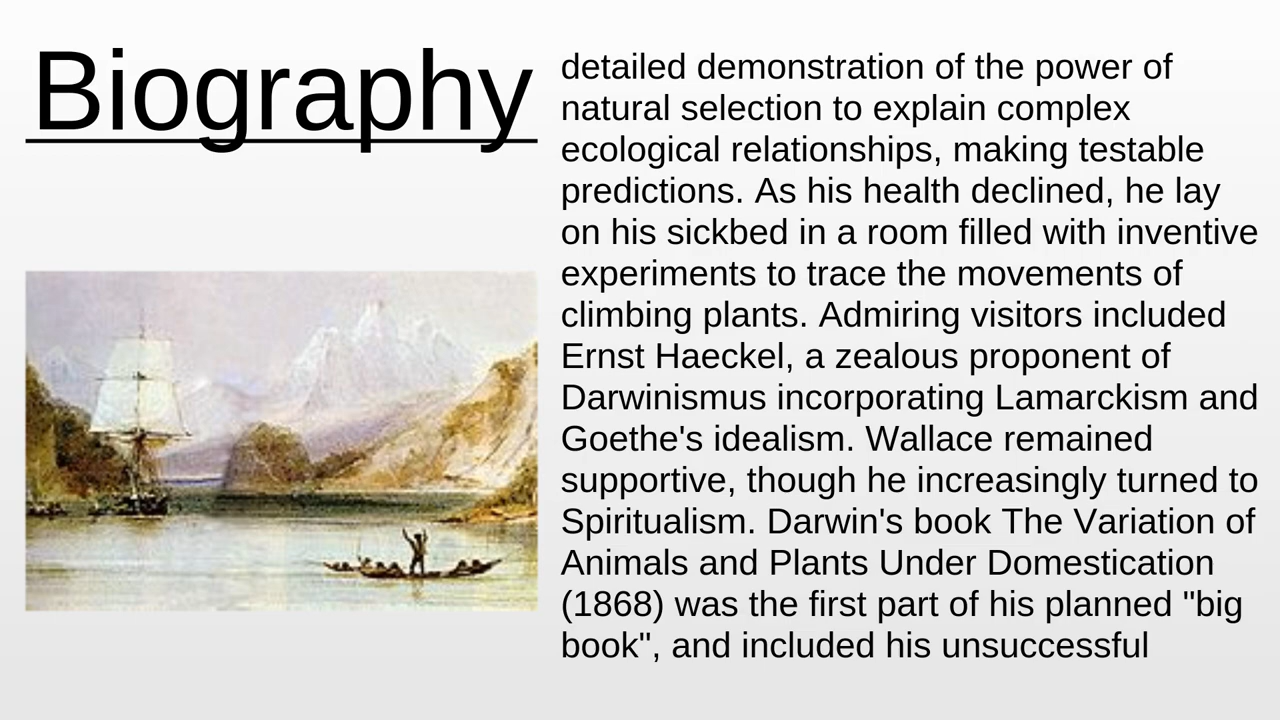 Biography
detailed demonstration of the power of
natural selection to explain complex
ecological relationships, making testable
predictions. As his health declined, he lay
on his sickbed in a room filled with inventive
experiments to trace the movements of
climbing plants. Admiring visitors included
Ernst Haeckel, a zealous proponent of
Darwinismus incorporating Lamarckism and
Goethe's idealism. Wallace remained
supportive, though he increasingly turned to
Spiritualism. Darwin's book The Variation of
Animals and Plants Under Domestication
(1868) was the first part of his planned "big
book", and included his unsuccessful